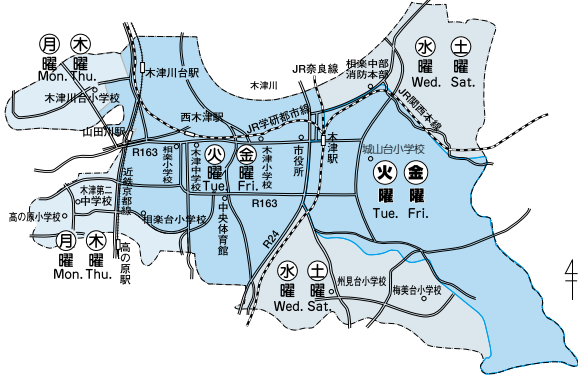 月曜 木曜
Mon. Thu.
木津川台駅
木津川
JR奈良線
相楽中部
消防本部
水曜 土曜
Wed. Sat.
木津川台小学校
JR関西本線
西木津駅
JR学研都市線
山田川駅
R163
相楽小学校
木津中学校
火曜 金曜
Tue. Fri.
木津小学校
市役所
木津駅
城山台小学校
火曜 金曜
Tue. Fri.
近鉄京都線
木津第二
中学校
高の原小学校
相楽台小学校
中央体育館
R163
月曜 木曜
Mon. Thu.
高の原駅
R24
水曜 土曜
Wed. Sat.
州見台小学校
梅美台小学校